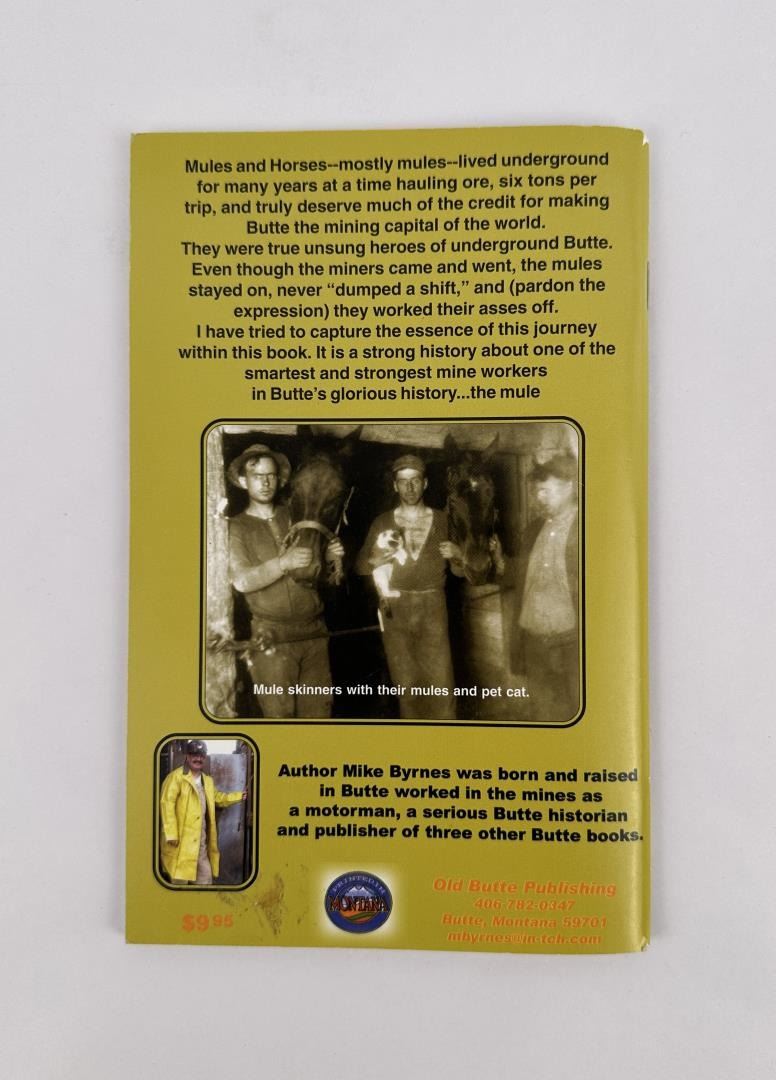 Mules and Horses--mostly mules--lived underground
for many years at a time hauling ore, six tons per
trip, and truly deserve much of the credit for making
Butte the mining capital of the world.
They were true unsung heroes of underground Butte.
Even though the miners came and went, the mules
stayed on, never “dumped a shift,” and (pardon the
expression) they worked their asses off.
I have tried to capture the essence of this journey
within this book. It is a strong history about one of the
smartest and strongest mine workers
in Butte’s glorious history...the mule
Mule skinners with their mules and pet cat.
Author Mike Byrnes was born and raised
in Butte worked in the mines as
a motorman, a serious Butte historian
and publisher of three other Butte books.
$9 95
PRINTED IN
MONTANA
Old Butte Publishing
406-782-0347
Butte, Montana 59701
mbyrnes@in-tch.com